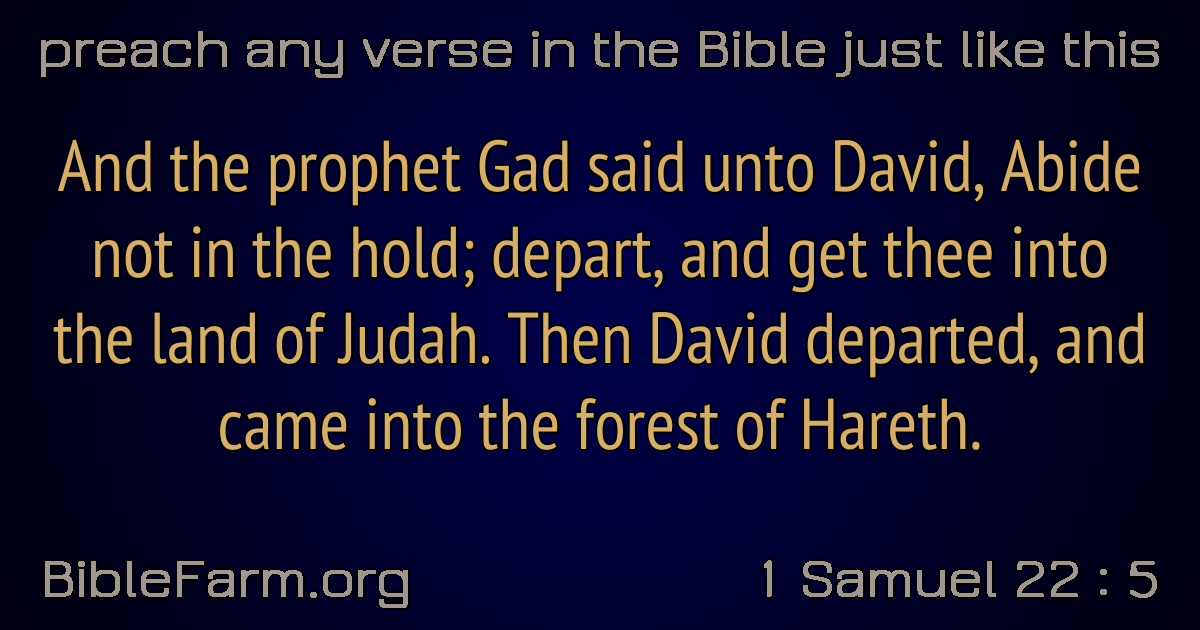 preach any verse in the Bible just like this
And the prophet Gad said unto David, Abide
not in the hold; depart, and get thee into
the land of Judah. Then David departed, and
came into the forest of Hareth.
BibleFarm.org
1 Samuel 22 : 5